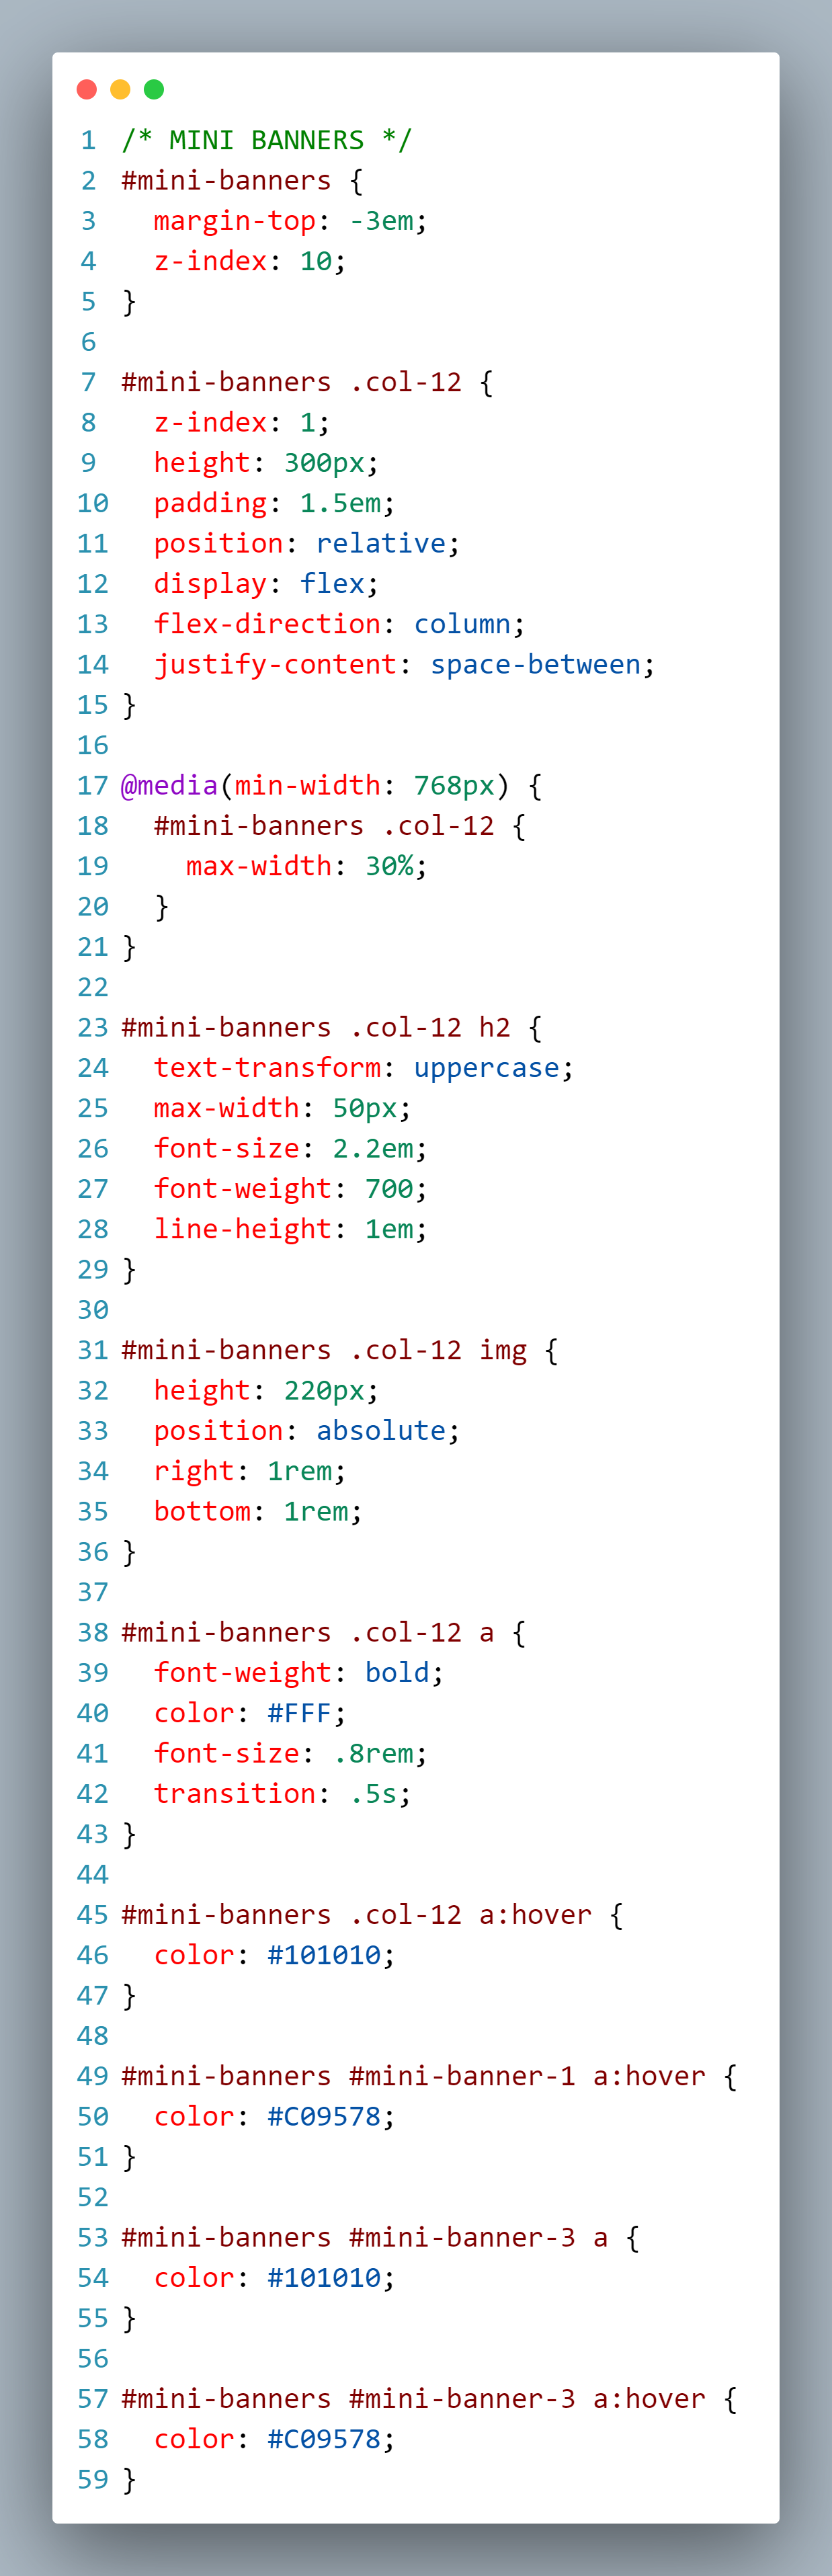 1 /* MINI BANNERS */
2 #mini-banners {
3   margin-top: -3em;
4   z-index: 10;
5 }
6
7 #mini-banners .col-12 {
8   z-index: 1;
9   height: 300px;
10   padding: 1.5em;
11   position: relative;
12   display: flex;
13   flex-direction: column;
14   justify-content: space-between;
15 }
16
17 @media(min-width: 768px) {
18   #mini-banners .col-12 {
19     max-width: 30%;
20   }
21 }
22
23 #mini-banners .col-12 h2 {
24   text-transform: uppercase;
25   max-width: 50px;
26   font-size: 2.2em;
27   font-weight: 700;
28   line-height: 1em;
29 }
30
31 #mini-banners .col-12 img {
32   height: 220px;
33   position: absolute;
34   right: 1rem;
35   bottom: 1rem;
36 }
37
38 #mini-banners .col-12 a {
39   font-weight: bold;
40   color: #FFF;
41   font-size: .8rem;
42   transition: .5s;
43 }
44
45 #mini-banners .col-12 a:hover {
46   color: #101010;
47 }
48
49 #mini-banners #mini-banner-1 a:hover {
50   color: #C09578;
51 }
52
53 #mini-banners #mini-banner-3 a {
54   color: #101010;
55 }
56
57 #mini-banners #mini-banner-3 a:hover {
58   color: #C09578;
59 }